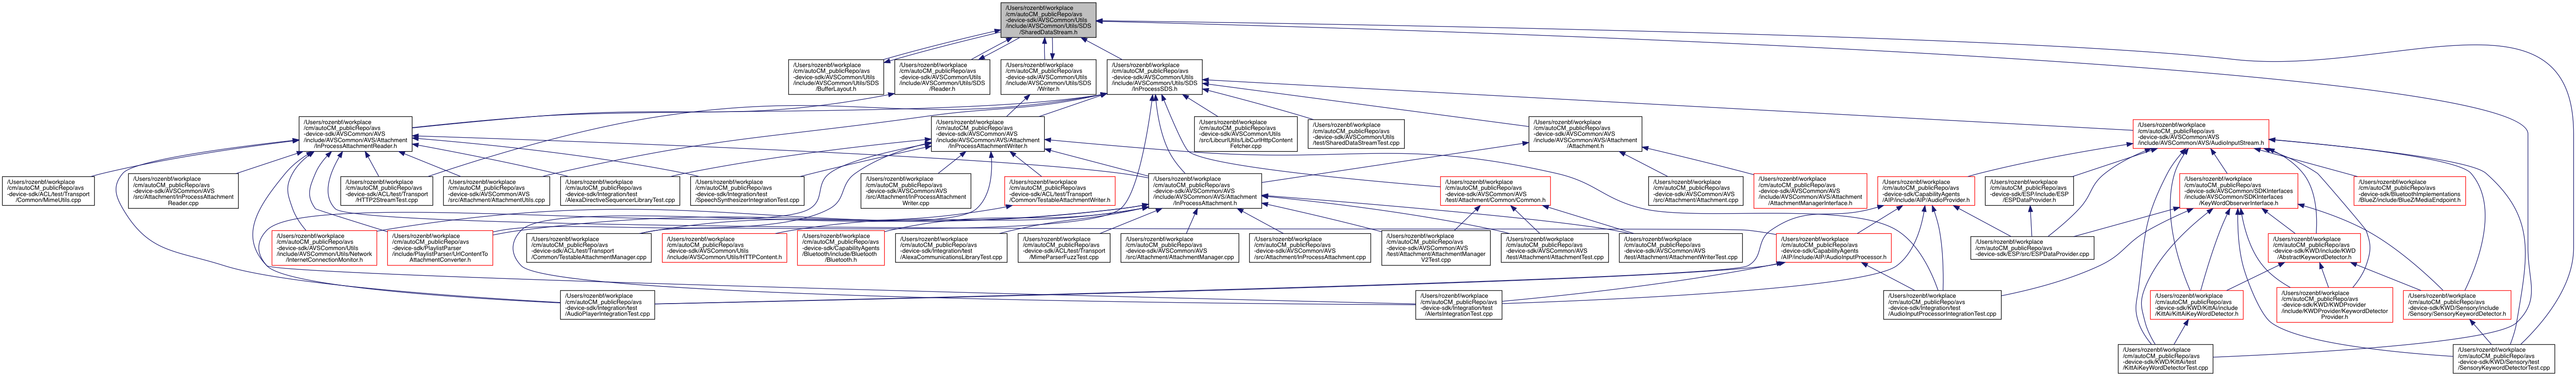 /Users/rozenbf/workplace
/cm/autoCM_publicRepo/avs
-device-sdk/AVSCommon/Utils
/include/AVSCommon/Utils/SDS
/SharedDataStream.h
/Users/rozenbf/workplace
/cm/autoCM_publicRepo/avs
-device-sdk/AVSCommon/Utils
/include/AVSCommon/Utils/SDS
/BufferLayout.h
/Users/rozenbf/workplace
/cm/autoCM_publicRepo/avs
-device-sdk/AVSCommon/Utils
/include/AVSCommon/Utils/SDS
/Reader.h
/Users/rozenbf/workplace
/cm/autoCM_publicRepo/avs
-device-sdk/AVSCommon/Utils
/include/AVSCommon/Utils/SDS
/Writer.h
/Users/rozenbf/workplace
/cm/autoCM_publicRepo/avs
-device-sdk/AVSCommon/Utils
/include/AVSCommon/Utils/SDS
/InProcessSDS.h
/Users/rozenbf/workplace
/cm/autoCM_publicRepo/avs
-device-sdk/AVSCommon/AVS
/include/AVSCommon/AVS/Attachment
/InProcessAttachmentReader.h
/Users/rozenbf/workplace
/cm/autoCM_publicRepo/avs
-device-sdk/AVSCommon/AVS
/include/AVSCommon/AVS/Attachment
/InProcessAttachmentWriter.h
/Users/rozenbf/workplace
/cm/autoCM_publicRepo/avs
-device-sdk/AVSCommon/Utils
/src/LibcurlUtils/LibCurlHttpContent
Fetcher.cpp
/Users/rozenbf/workplace
/cm/autoCM_publicRepo/avs
-device-sdk/AVSCommon/Utils
/test/SharedDataStreamTest.cpp
/Users/rozenbf/workplace
/cm/autoCM_publicRepo/avs
-device-sdk/AVSCommon/AVS
/include/AVSCommon/AVS/Attachment
/Attachment.h
/Users/rozenbf/workplace
/cm/autoCM_publicRepo/avs
-device-sdk/AVSCommon/AVS
/include/AVSCommon/AVS/AudioInputStream.h
/Users/rozenbf/workplace
/cm/autoCM_publicRepo/avs
-device-sdk/ACL/test/Transport
/Common/MimeUtils.cpp
/Users/rozenbf/workplace
/cm/autoCM_publicRepo/avs
-device-sdk/AVSCommon/AVS
/src/Attachment/InProcessAttachment
Reader.cpp
/Users/rozenbf/workplace
/cm/autoCM_publicRepo/avs
-device-sdk/ACL/test/Transport
/HTTP2StreamTest.cpp
/Users/rozenbf/workplace
/cm/autoCM_publicRepo/avs
-device-sdk/AVSCommon/AVS
/src/Attachment/AttachmentUtils.cpp
/Users/rozenbf/workplace
/cm/autoCM_publicRepo/avs
-device-sdk/Integration/test
/AlexaDirectiveSequencerLibraryTest.cpp
/Users/rozenbf/workplace
/cm/autoCM_publicRepo/avs
-device-sdk/Integration/test
/SpeechSynthesizerIntegrationTest.cpp
/Users/rozenbf/workplace
/cm/autoCM_publicRepo/avs
-device-sdk/AVSCommon/AVS
/src/Attachment/InProcessAttachment
Writer.cpp
/Users/rozenbf/workplace
/cm/autoCM_publicRepo/avs
-device-sdk/ACL/test/Transport
/Common/TestableAttachmentWriter.h
/Users/rozenbf/workplace
/cm/autoCM_publicRepo/avs
-device-sdk/AVSCommon/AVS
/include/AVSCommon/AVS/Attachment
/InProcessAttachment.h
/Users/rozenbf/workplace
/cm/autoCM_publicRepo/avs
-device-sdk/AVSCommon/AVS
/test/Attachment/Common/Common.h
/Users/rozenbf/workplace
/cm/autoCM_publicRepo/avs
-device-sdk/AVSCommon/AVS
/src/Attachment/Attachment.cpp
/Users/rozenbf/workplace
/cm/autoCM_publicRepo/avs
-device-sdk/AVSCommon/AVS
/include/AVSCommon/AVS/Attachment
/AttachmentManagerInterface.h
/Users/rozenbf/workplace
/cm/autoCM_publicRepo/avs
-device-sdk/CapabilityAgents
/AIP/include/AIP/AudioProvider.h
/Users/rozenbf/workplace
/cm/autoCM_publicRepo/avs
-device-sdk/ESP/include/ESP
/ESPDataProvider.h
/Users/rozenbf/workplace
/cm/autoCM_publicRepo/avs
-device-sdk/AVSCommon/SDKInterfaces
/include/AVSCommon/SDKInterfaces
/KeyWordObserverInterface.h
/Users/rozenbf/workplace
/cm/autoCM_publicRepo/avs
-device-sdk/BluetoothImplementations
/BlueZ/include/BlueZ/MediaEndpoint.h
/Users/rozenbf/workplace
/cm/autoCM_publicRepo/avs
-device-sdk/AVSCommon/Utils
/include/AVSCommon/Utils/Network
/InternetConnectionMonitor.h
/Users/rozenbf/workplace
/cm/autoCM_publicRepo/avs
-device-sdk/PlaylistParser
/include/PlaylistParser/UrlContentTo
AttachmentConverter.h
/Users/rozenbf/workplace
/cm/autoCM_publicRepo/avs
-device-sdk/ACL/test/Transport
/Common/TestableAttachmentManager.cpp
/Users/rozenbf/workplace
/cm/autoCM_publicRepo/avs
-device-sdk/AVSCommon/Utils
/include/AVSCommon/Utils/HTTPContent.h
/Users/rozenbf/workplace
/cm/autoCM_publicRepo/avs
-device-sdk/CapabilityAgents
/Bluetooth/include/Bluetooth
/Bluetooth.h
/Users/rozenbf/workplace
/cm/autoCM_publicRepo/avs
-device-sdk/Integration/test
/AlexaCommunicationsLibraryTest.cpp
/Users/rozenbf/workplace
/cm/autoCM_publicRepo/avs
-device-sdk/ACL/test/Transport
/MimeParserFuzzTest.cpp
/Users/rozenbf/workplace
/cm/autoCM_publicRepo/avs
-device-sdk/AVSCommon/AVS
/src/Attachment/AttachmentManager.cpp
/Users/rozenbf/workplace
/cm/autoCM_publicRepo/avs
-device-sdk/AVSCommon/AVS
/src/Attachment/InProcessAttachment.cpp
/Users/rozenbf/workplace
/cm/autoCM_publicRepo/avs
-device-sdk/AVSCommon/AVS
/test/Attachment/AttachmentManager
V2Test.cpp
/Users/rozenbf/workplace
/cm/autoCM_publicRepo/avs
-device-sdk/AVSCommon/AVS
/test/Attachment/AttachmentTest.cpp
/Users/rozenbf/workplace
/cm/autoCM_publicRepo/avs
-device-sdk/AVSCommon/AVS
/test/Attachment/AttachmentWriterTest.cpp
/Users/rozenbf/workplace
/cm/autoCM_publicRepo/avs
-device-sdk/CapabilityAgents
/AIP/include/AIP/AudioInputProcessor.h
/Users/rozenbf/workplace
/cm/autoCM_publicRepo/avs
-device-sdk/ESP/src/ESPDataProvider.cpp
/Users/rozenbf/workplace
/cm/autoCM_publicRepo/avs
-device-sdk/KWD/include/KWD
/AbstractKeywordDetector.h
/Users/rozenbf/workplace
/cm/autoCM_publicRepo/avs
-device-sdk/Integration/test
/AudioPlayerIntegrationTest.cpp
/Users/rozenbf/workplace
/cm/autoCM_publicRepo/avs
-device-sdk/Integration/test
/AlertsIntegrationTest.cpp
/Users/rozenbf/workplace
/cm/autoCM_publicRepo/avs
-device-sdk/Integration/test
/AudioInputProcessorIntegrationTest.cpp
/Users/rozenbf/workplace
/cm/autoCM_publicRepo/avs
-device-sdk/KWD/KittAi/include
/KittAi/KittAiKeyWordDetector.h
/Users/rozenbf/workplace
/cm/autoCM_publicRepo/avs
-device-sdk/KWD/KWDProvider
/include/KWDProvider/KeywordDetector
Provider.h
/Users/rozenbf/workplace
/cm/autoCM_publicRepo/avs
-device-sdk/KWD/Sensory/include
/Sensory/SensoryKeywordDetector.h
/Users/rozenbf/workplace
/cm/autoCM_publicRepo/avs
-device-sdk/KWD/KittAi/test
/KittAiKeyWordDetectorTest.cpp
/Users/rozenbf/workplace
/cm/autoCM_publicRepo/avs
-device-sdk/KWD/Sensory/test
/SensoryKeywordDetectorTest.cpp